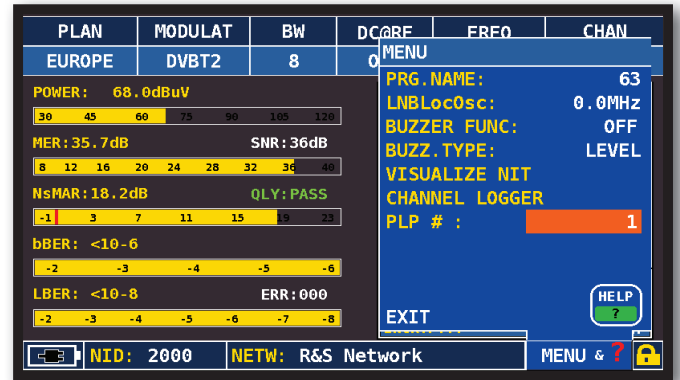 PLAN MODULAT BW DC@RF FREQ CHAN
EUROPE DVBT2 8
MENU
PRG.NAME: 63
LNBLocOsc: 0.0MHz
BUZZER FUNC: OFF
BUZZ.TYPE: LEVEL
VISUALIZE NIT
CHANNEL LOGGER
PLP # : 1
HELP
?
EXIT
POWER: 68.0dBuV
30 45 60 75 90 105 120
MER:35.7dB SNR:36dB
8 12 16 20 24 28 32 36 40
NsMAR:18.2dB QLY:PASS
-1 3 7 11 15 19 23
bBER: <10-6
-2 -3 -4 -5 -6
LBER: <10-8 ERR:000
-2 -3 -4 -5 -6 -7 -8
NID: 2000 NETW: R&S Network MENU & ?